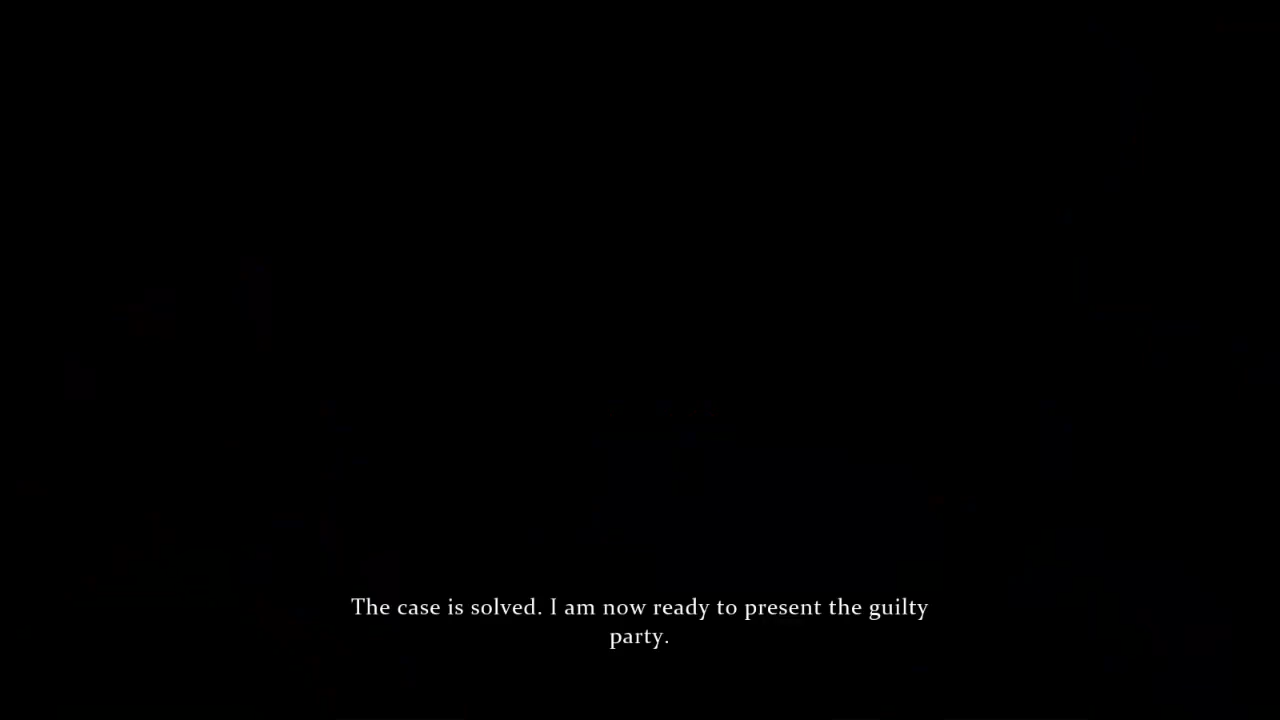 The case is solved. I am now ready to present the guilty
party.